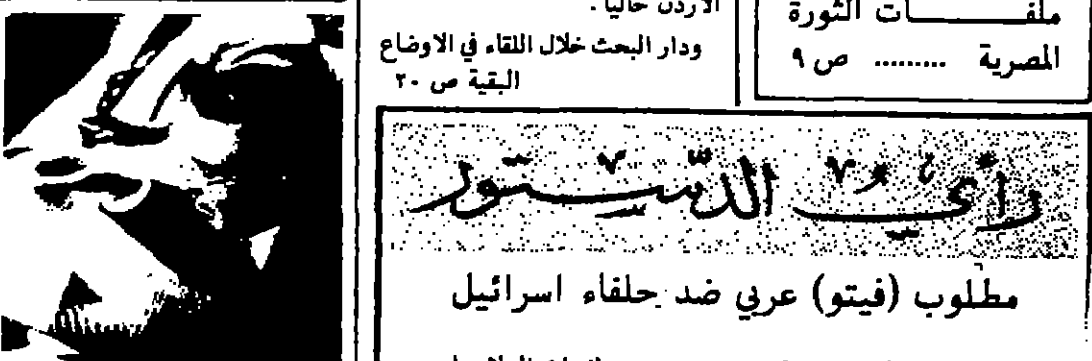 ملفــــــات الثورة
المصرية ......... ص ٩
الاردن حاليا .
ودار البحث خلال اللقاء في الاوضاع
البقية ص ٢٠
رأي الدستور
مطلوب (فيتو) عربي ضد حلفاء اسرائيل